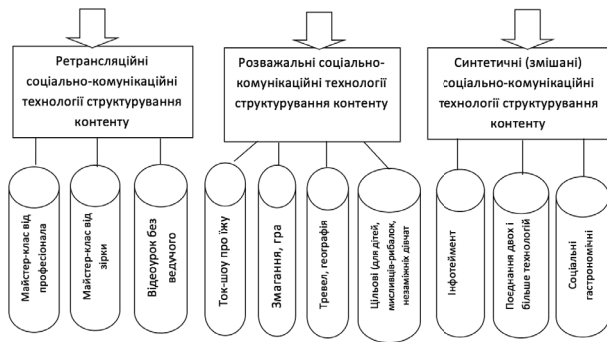 Ретрансляційні
соціально-комунікаційні
технології структурування
контенту
Розважальні соціально-
комунікаційні технології
структурування контенту
Синтетичні (змішані)
соціально-комунікаційні
технології структурування
контенту
Майстер-клас від
професіонала
Майстер-клас від
зірки
Відеоурок без
ведучого
Ток-шоу про їжу
Змагання, гра
Тревел, географія
Цільові (для дітей,
мисливців-рибалок,
незаміжніх дівчат
Інфотеймент
Поєднання двох і
більше технологій
Соціальні
гастрономічні